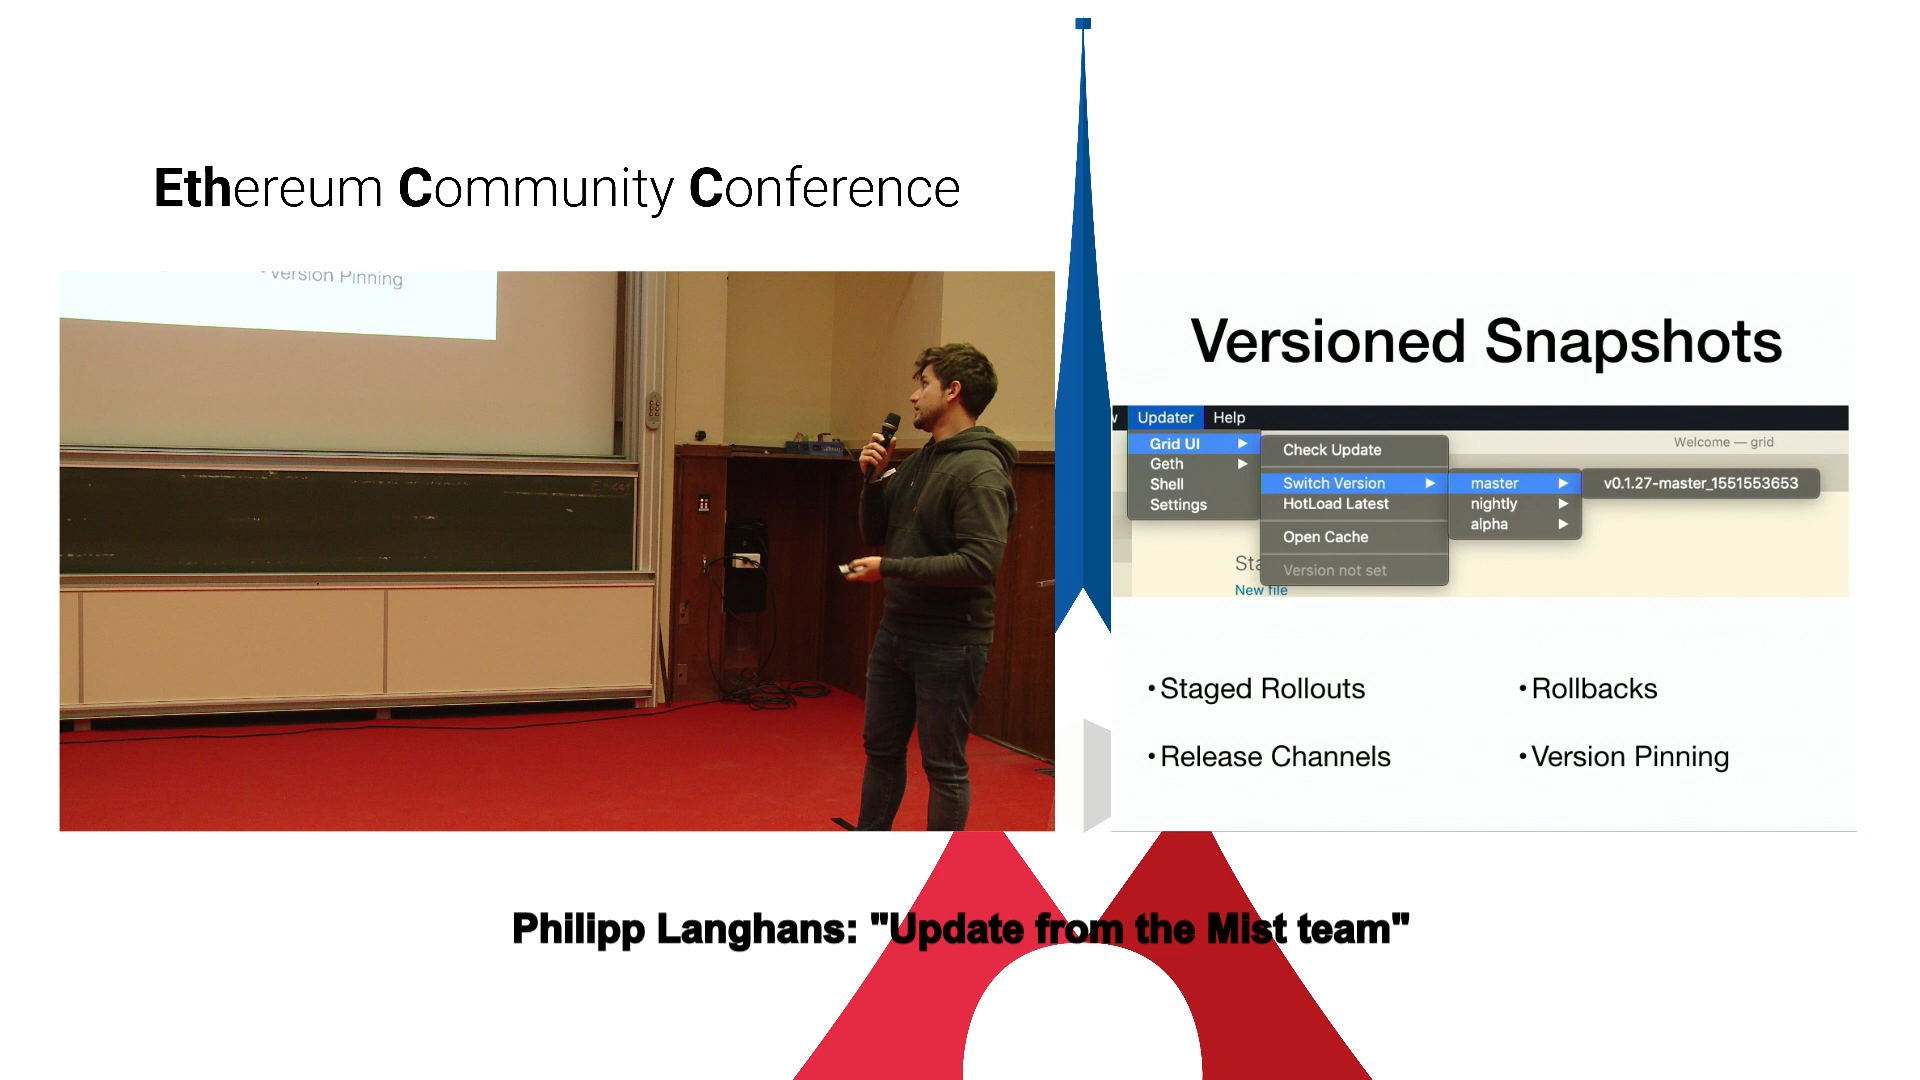 Ethereum Community Conference
- Version Pinning
Versioned Snapshots
Updater Help
Welcome — grid
Grid UI
Geth
Shell
Settings
Check Update
Switch Version
HotLoad Latest
Open Cache
Version not set
master
nightly
alpha
v0.1.27-master_1551553653
New file
•Staged Rollouts
•Rollbacks
•Release Channels
•Version Pinning
Philipp Langhans: "Update from the Mist team"